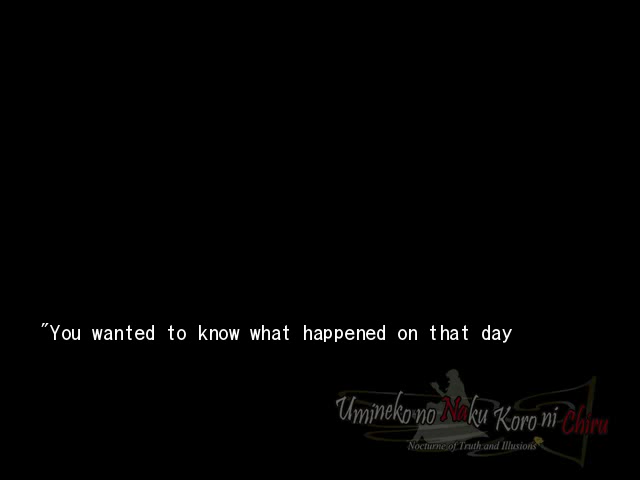 "You wanted to know what happened on that day
Umineko no Naku Koro ni Chiru
Nocturne of Truth and Illusions